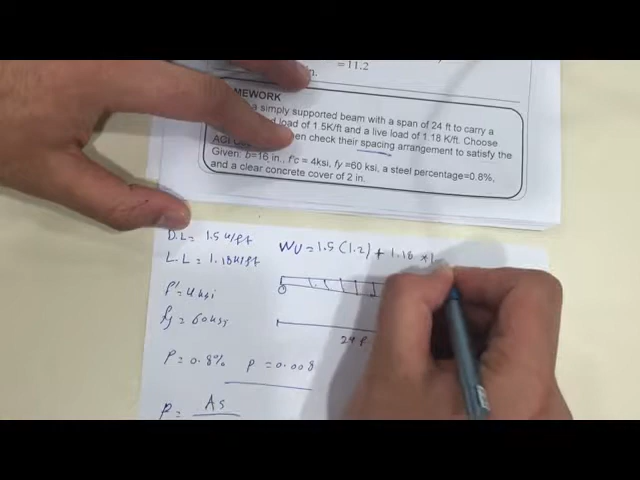 =11.2
in.
MEWORK
a simply supported beam with a span of 24 ft to carry a
load of 1.5K/ft and a live load of 1.18 K/ft. Choose
then check their spacing arrangement to satisfy the
ACI
Given: b=16 in., f'c = 4ksi, fy =60 ksi, a steel percentage=0.8%,
and a clear concrete cover of 2 in.
D.L = 1.5 K/ft
WU = 1.5 (1.2) + 1.18 *1
L.L = 1.18 K/ft
f' = 4 ksi
fy = 60 ksi
24 f
P = 0.8% P = 0.008
P = As